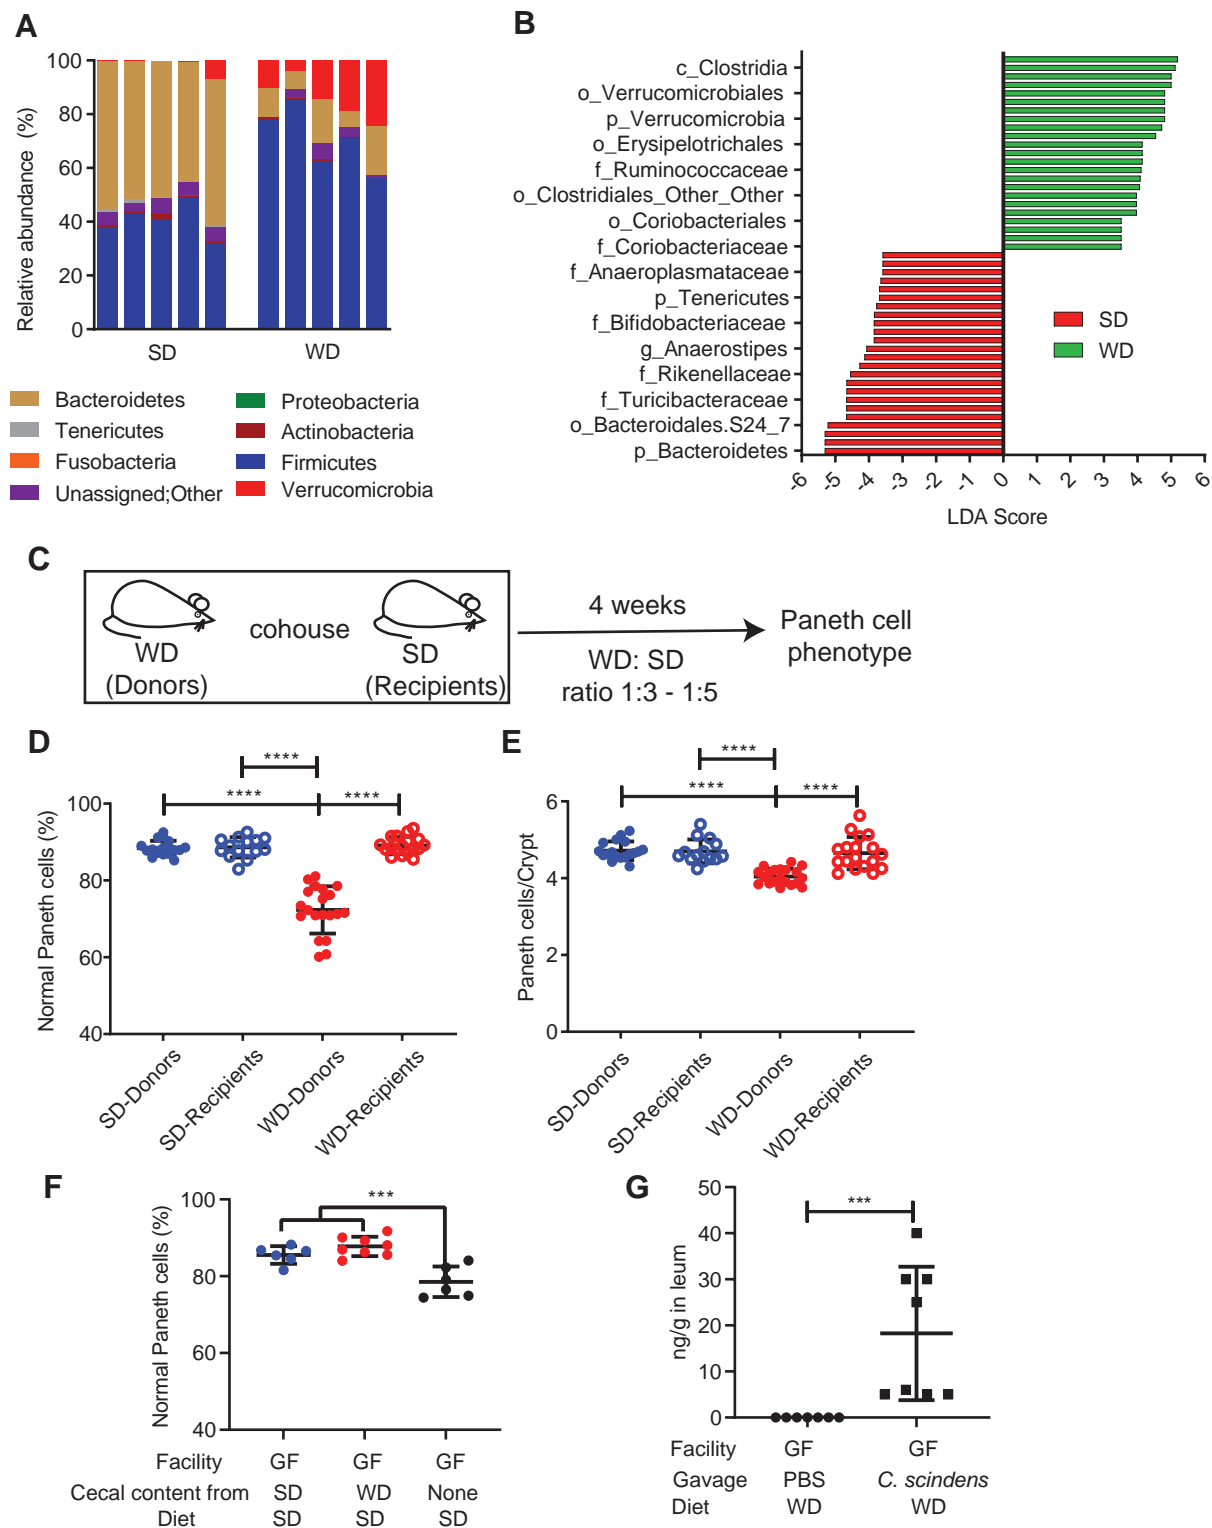 A
Relative abundance (%)
100
80
60
40
20
0
SD
WD
Bacteroidetes
Tenericutes
Fusobacteria
Unassigned;Other
Proteobacteria
Actinobacteria
Firmicutes
Verrucomicrobia
B
c_Clostridia
o_Verrucomicrobiales
p_Verrucomicrobia
o_Erysipelotrichales
f_Ruminococcaceae
o_Clostridiales_Other_Other
o_Coriobacteriales
f_Coriobacteriaceae
f_Anaeroplasmataceae
p_Tenericutes
f_Bifidobacteriaceae
g_Anaerostipes
f_Rikenellaceae
f_Turicibacteraceae
o_Bacteroidales.S24_7
p_Bacteroidetes
SD
WD
-6 -5 -4 -3 -2 -1 0 1 2 3 4 5 6
LDA Score
C
WD
(Donors)
cohouse
SD
(Recipients)
4 weeks
WD: SD
ratio 1:3 - 1:5
Paneth cell
phenotype
D
Normal Paneth cells (%)
100
80
60
40
****
**** ****
SD-Donors
SD-Recipients
WD-Donors
WD-Recipients
E
Paneth cells/Crypt
6
4
2
0
****
**** ****
SD-Donors
SD-Recipients
WD-Donors
WD-Recipients
F
Normal Paneth cells (%)
100
80
60
40
***
Facility GF GF GF
Cecal content from SD WD None
Diet SD SD SD
G
ng/g in leum
50
40
30
20
10
0
***
Facility GF GF
Gavage PBS C. scindens
Diet WD WD